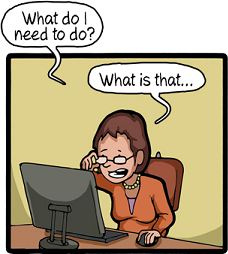 What do I
need to do?
What is that...